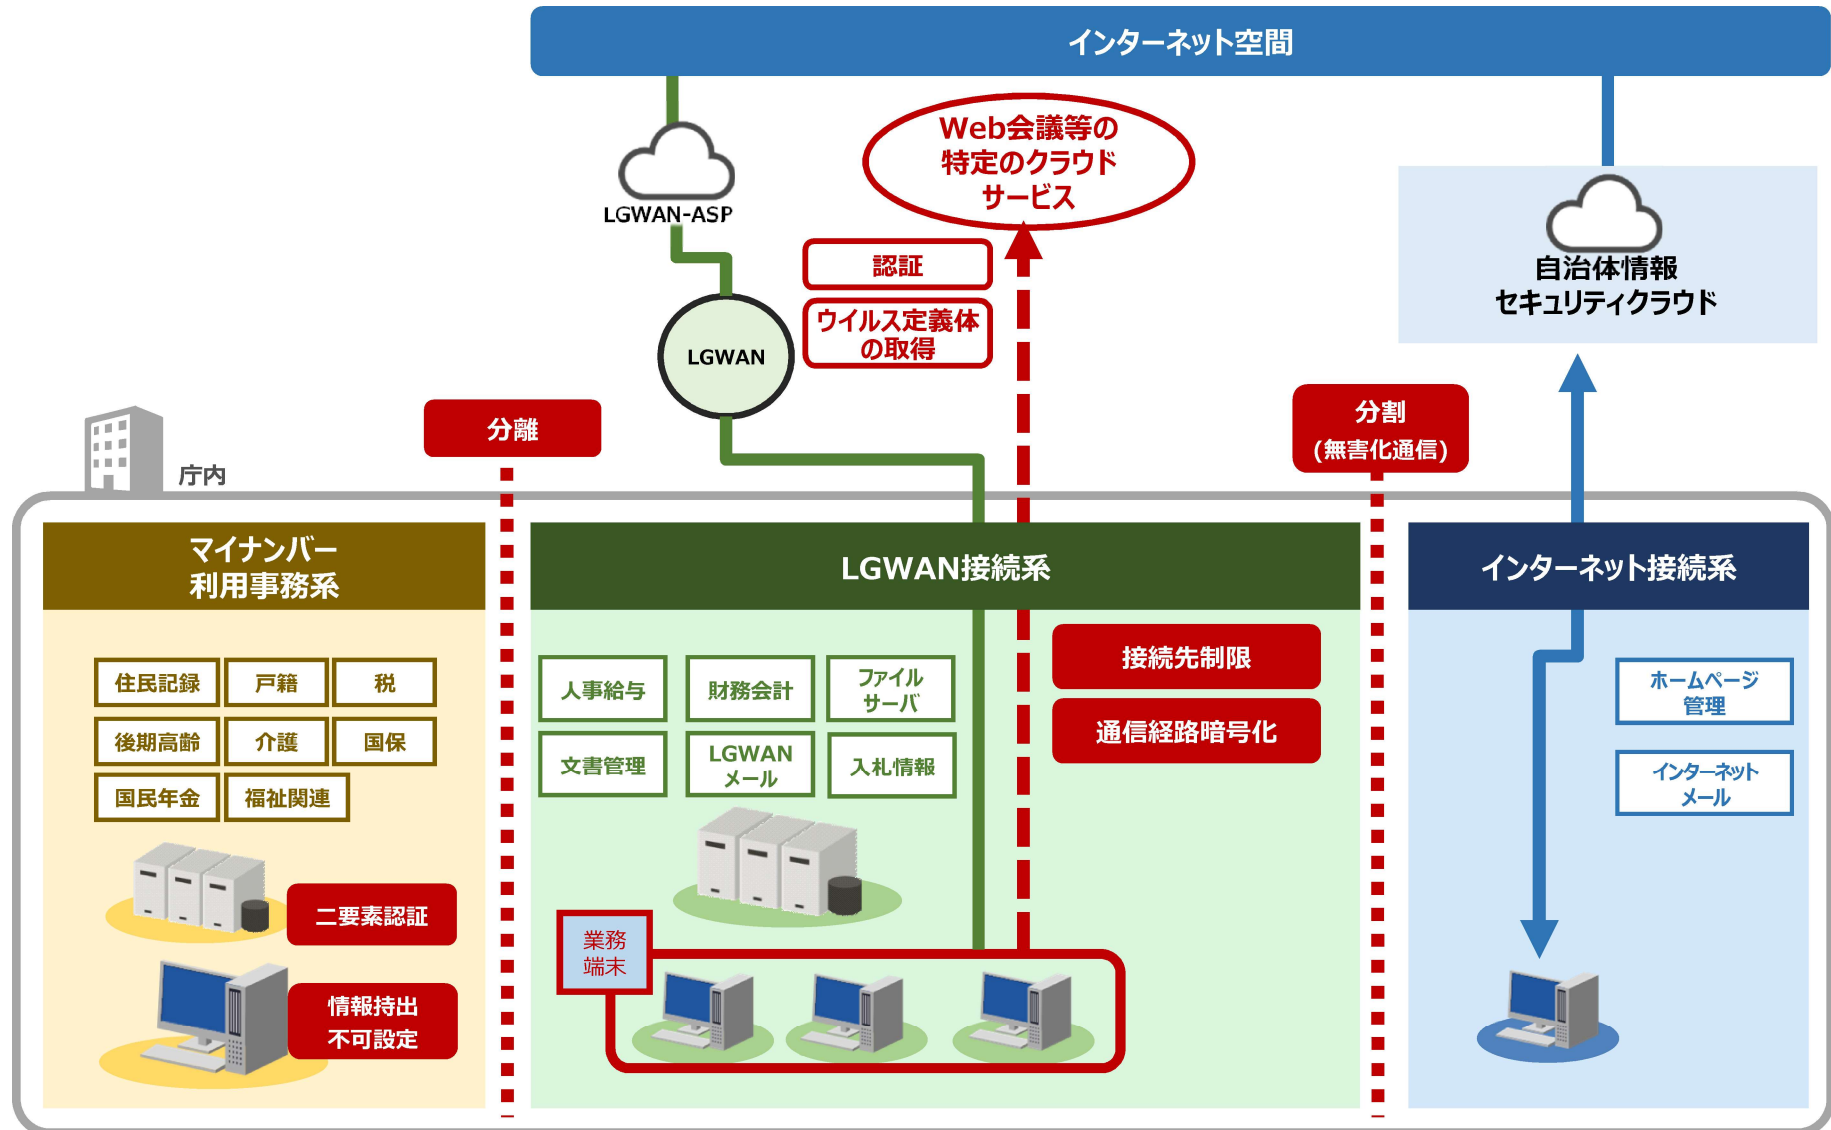 インターネット空間
Web会議等の
特定のクラウド
サービス
LGWAN-ASP
認証
ウイルス定義体
の取得
LGWAN
自治体情報
セキュリティクラウド
分離
分割
(無害化通信)
庁内
マイナンバー
利用事務系
住民記録
戸籍
税
後期高齢
介護
国保
国民年金
福祉関連
二要素認証
情報持出
不可設定
LGWAN接続系
人事給与
財務会計
ファイル
サーバ
文書管理
LGWAN
メール
入札情報
接続先制限
通信経路暗号化
業務
端末
インターネット接続系
ホームページ
管理
インターネット
メール